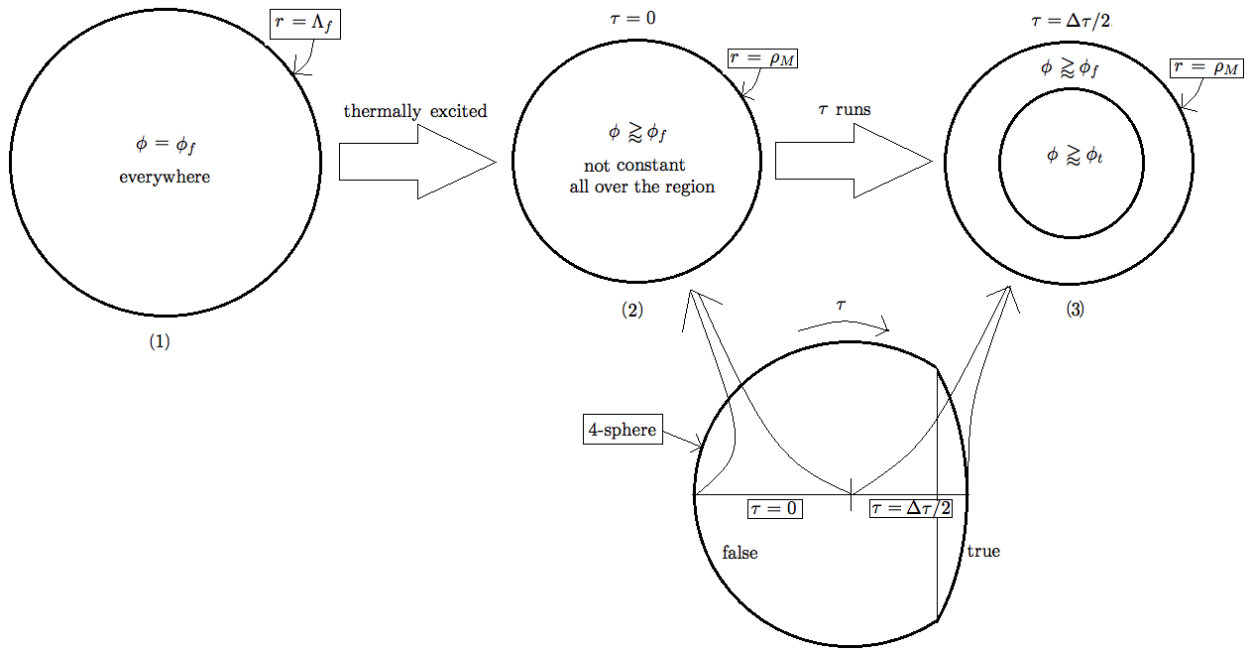 r = Λ_f
τ = 0
τ = Δτ/2
r = ρ_M
ϕ ⪆ ϕ_f
r = ρ_M
thermally excited
τ runs
ϕ = ϕ_f
everywhere
ϕ ⪆ ϕ_f
not constant
all over the region
ϕ ⪆ ϕ_t
(1)
(2)
(3)
τ
4-sphere
τ = 0
τ = Δτ/2
false
true